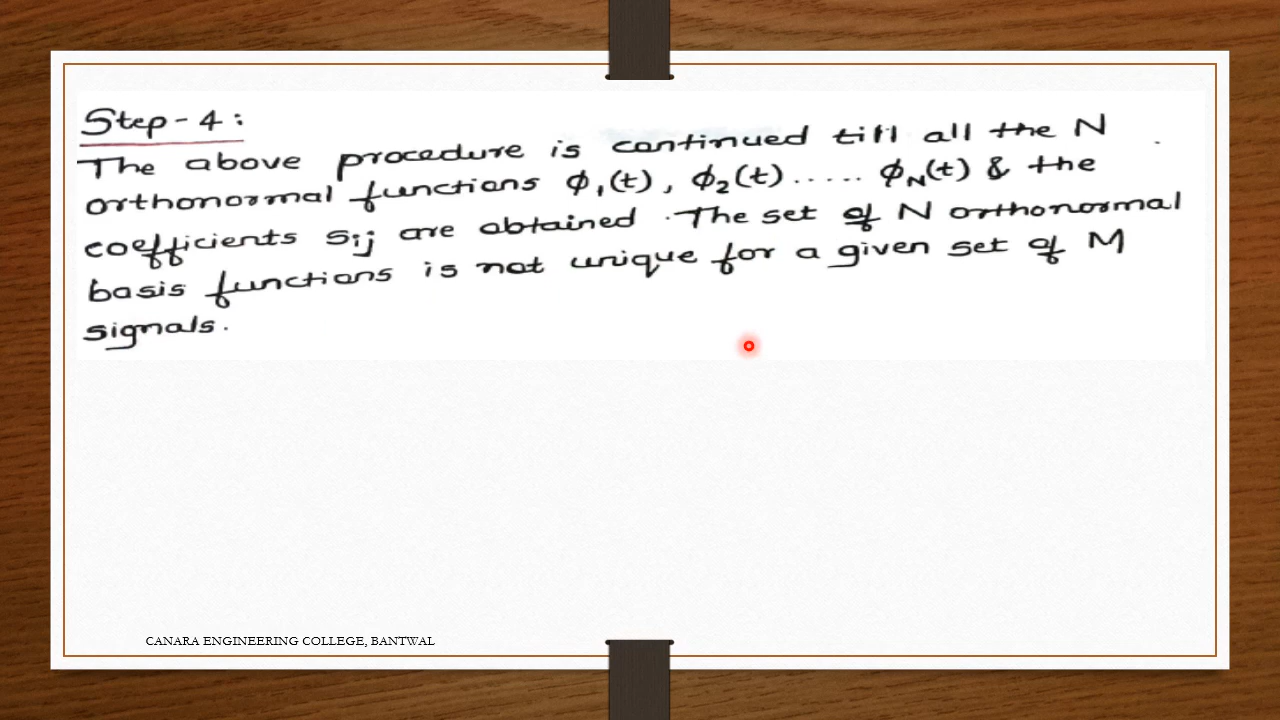 Step-4:
The above procedure is continued till all the N
orthonormal functions ϕ₁(t), ϕ₂(t)..... ϕN(t) & the
coefficients Sij are obtained. The set of N orthonormal
basis functions is not unique for a given set of M
signals.
CANARA ENGINEERING COLLEGE, BANTWAL